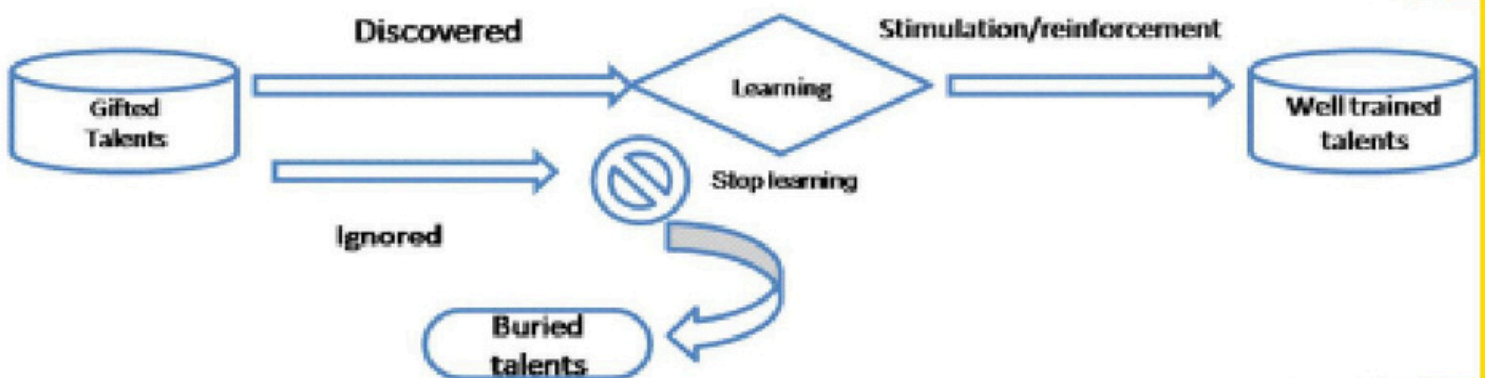 Discovered
Stimulation/reinforcement
Gifted
Talents
Learning
Well trained
talents
Stop learning
Ignored
Buried
talents